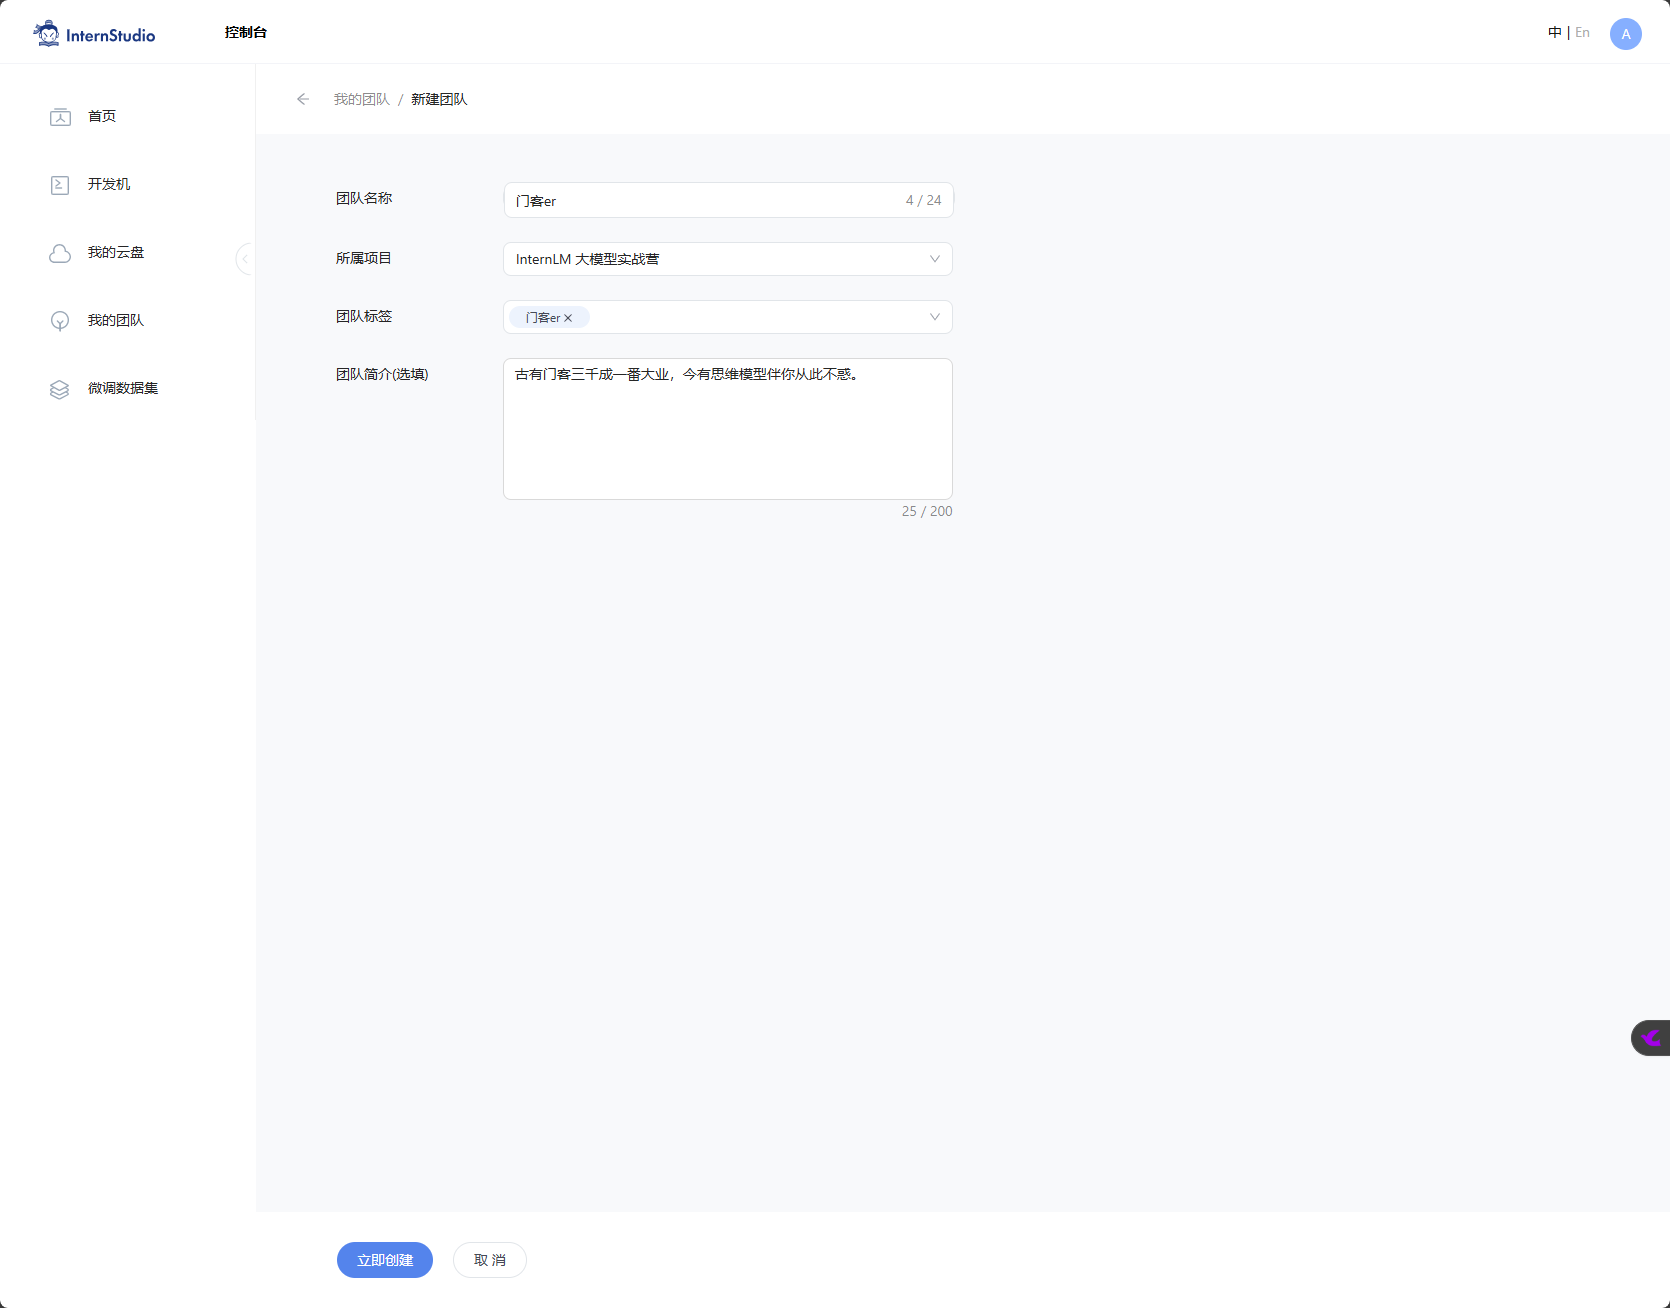 InternStudio
控制台
中 | En
A
首页
开发机
我的云盘
我的团队
微调数据集
我的团队 / 新建团队
团队名称
门客er
4 / 24
所属项目
InternLM 大模型实战营
团队标签
门客er ×
团队简介(选填)
古有门客三千成一番大业，今有思维模型伴你从此不惑。
25 / 200
立即创建
取 消